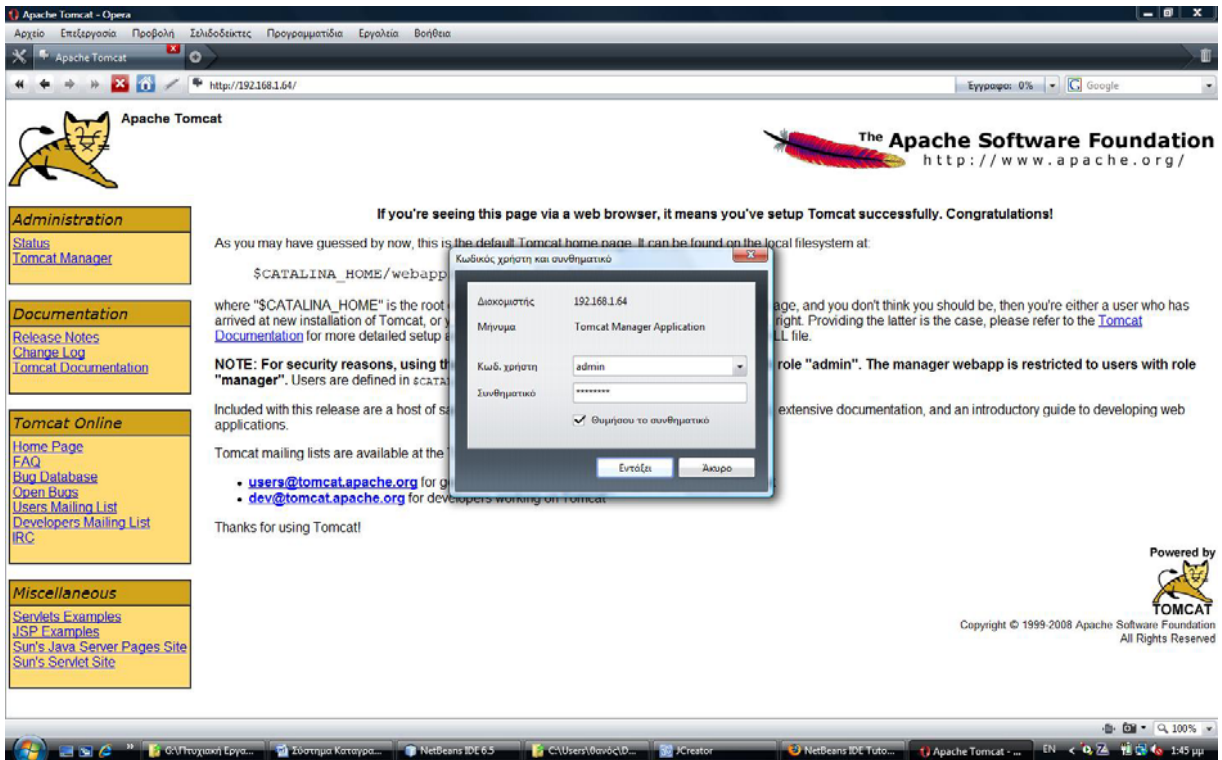 Apache Tomcat - Opera
Αρχείο Επεξεργασία Προβολή Σελιδοδείκτες Προγραμματίδια Εργαλεία Βοήθεια
Apache Tomcat
http://192.168.1.64/
Έγγραφο: 0%
Google
Apache Tomcat
The Apache Software Foundation
http://www.apache.org/
Administration
Status
Tomcat Manager
Documentation
Release Notes
Change Log
Tomcat Documentation
Tomcat Online
Home Page
FAQ
Bug Database
Open Bugs
Users Mailing List
Developers Mailing List
IRC
Miscellaneous
Servlets Examples
JSP Examples
Sun's Java Server Pages Site
Sun's Servlet Site
If you're seeing this page via a web browser, it means you've setup Tomcat successfully. Congratulations!
As you may have guessed by now, this is the default Tomcat home page. It can be found on the local filesystem at:
$CATALINA_HOME/webapp
where "$CATALINA_HOME" is the root age, and you don't think you should be, then you're either a user who has
arrived at new installation of Tomcat, or right. Providing the latter is the case, please refer to the Tomcat
Documentation for more detailed setup LL file.
NOTE: For security reasons, using role "admin". The manager webapp is restricted to users with role
"manager". Users are defined in
Included with this release are a host of extensive documentation, and an introductory guide to developing web
applications.
Tomcat mailing lists are available at the
users@tomcat.apache.org for
dev@tomcat.apache.org for developers working on Tomcat
Thanks for using Tomcat!
Κωδικός χρήστη και συνθηματικό
Διακομιστής 192.168.1.64
Μήνυμα Tomcat Manager Application
Κωδ. χρήστη admin
Συνθηματικό ********
Θυμήσου το συνθηματικό
Εντάξει Άκυρο
Powered by
TOMCAT
Copyright © 1999-2008 Apache Software Foundation
All Rights Reserved
100%
G:\Πτυχιακή Εργα... Σύστημα Καταγρα... NetBeans IDE 6.5 C:\Users\Θανός\D... JCreator NetBeans IDE Tuto... Apache Tomcat - ... EN 1:45 μμ